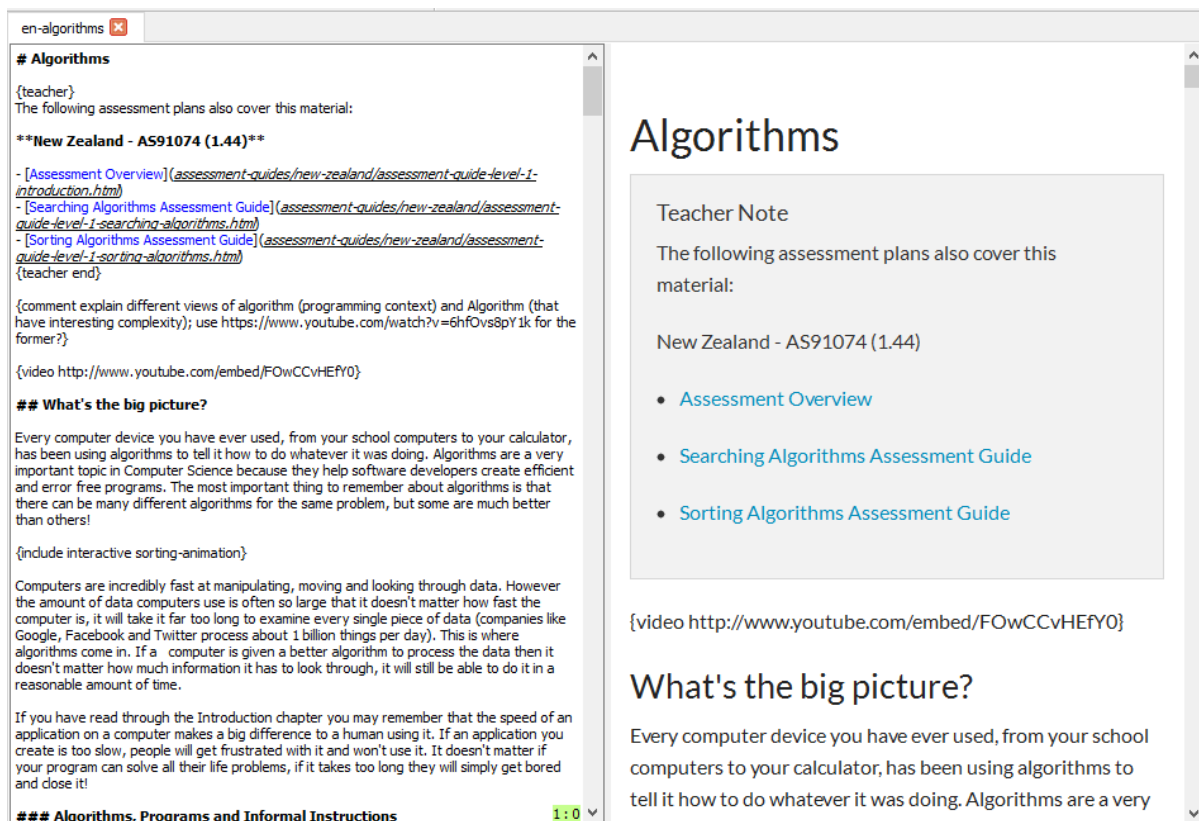 en-algorithms
# Algorithms
{teacher}
The following assessment plans also cover this material:
**New Zealand - AS91074 (1.44)**
- [Assessment Overview](assessment-guides/new-zealand/assessment-guide-level-1-
introduction.html)
- [Searching Algorithms Assessment Guide](assessment-guides/new-zealand/assessment-
guide-level-1-searching-algorithms.html)
- [Sorting Algorithms Assessment Guide](assessment-guides/new-zealand/assessment-
guide-level-1-sorting-algorithms.html)
{teacher end}
{comment explain different views of algorithm (programming context) and Algorithm (that
have interesting complexity); use https://www.youtube.com/watch?v=6hfOvs8pY1k for the
former?}
{video http://www.youtube.com/embed/FOwCCvHEfY0}
## What's the big picture?
Every computer device you have ever used, from your school computers to your calculator,
has been using algorithms to tell it how to do whatever it was doing. Algorithms are a very
important topic in Computer Science because they help software developers create efficient
and error free programs. The most important thing to remember about algorithms is that
there can be many different algorithms for the same problem, but some are much better
than others!
{include interactive sorting-animation}
Computers are incredibly fast at manipulating, moving and looking through data. However
the amount of data computers use is often so large that it doesn't matter how fast the
computer is, it will take it far too long to examine every single piece of data (companies like
Google, Facebook and Twitter process about 1 billion things per day). This is where
algorithms come in. If a   computer is given a better algorithm to process the data then it
doesn't matter how much information it has to look through, it will still be able to do it in a
reasonable amount of time.
If you have read through the Introduction chapter you may remember that the speed of an
application on a computer makes a big difference to a human using it. If an application you
create is too slow, people will get frustrated with it and won't use it. It doesn't matter if
your program can solve all their life problems, if it takes too long they will simply get bored
and close it!
### Algorithms, Programs and Informal Instructions
1:0
Algorithms
Teacher Note
The following assessment plans also cover this
material:
New Zealand - AS91074 (1.44)
• Assessment Overview
• Searching Algorithms Assessment Guide
• Sorting Algorithms Assessment Guide
{video http://www.youtube.com/embed/FOwCCvHEfY0}
What's the big picture?
Every computer device you have ever used, from your school
computers to your calculator, has been using algorithms to
tell it how to do whatever it was doing. Algorithms are a very